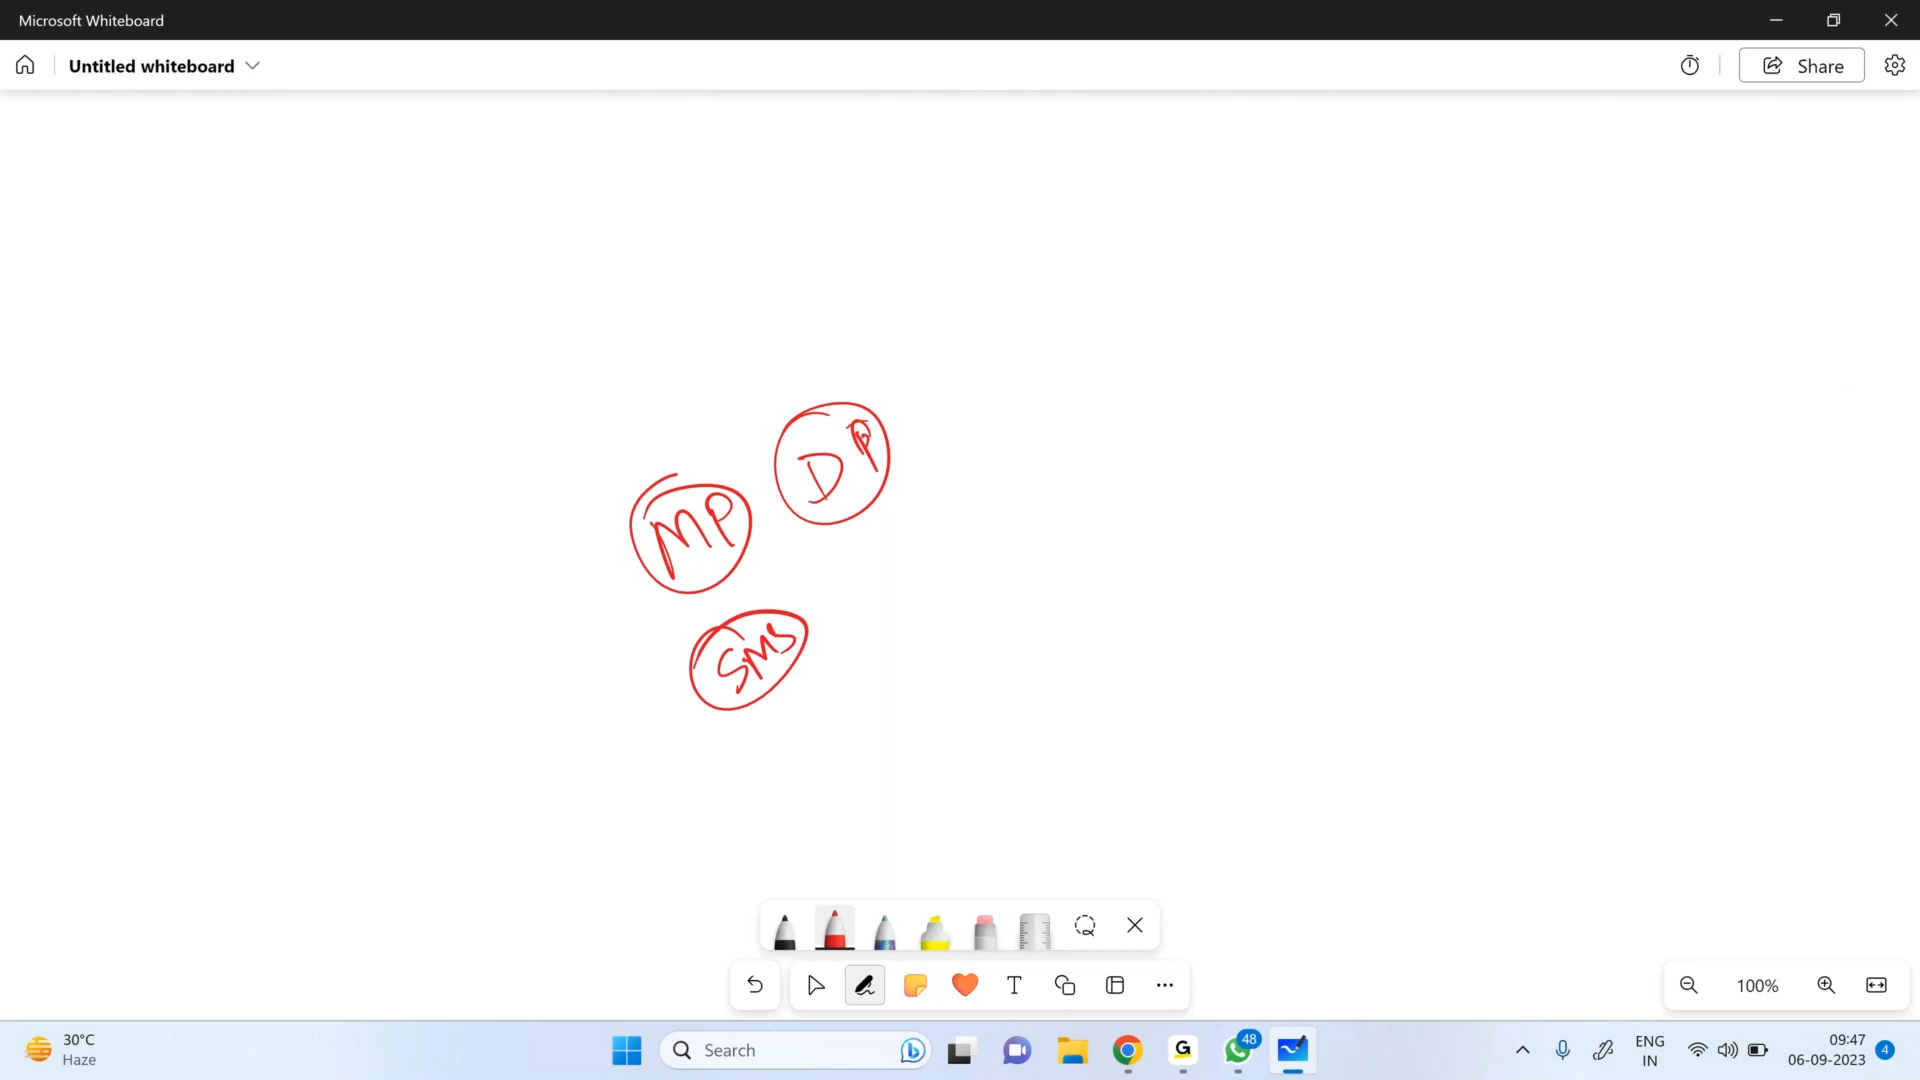 Microsoft Whiteboard
Untitled whiteboard
Share
DP
MP
SMS
T
100%
30°C
Haze
Search
b
G
48
ENG
IN
09:47
06-09-2023
4